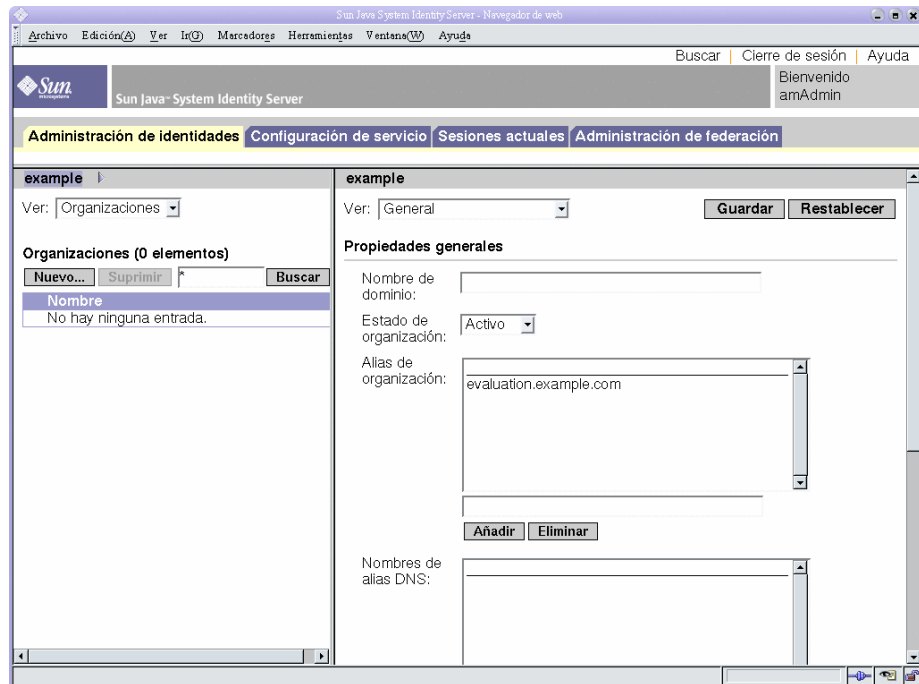 Sun Java System Identity Server - Navegador de web
Archivo Edición(A) Ver Ir(G) Marcadores Herramientas Ventana(W) Ayuda
Buscar | Cierre de sesión | Ayuda
Sun
microsystems
Sun Java™ System Identity Server
Bienvenido
amAdmin
Administración de identidades Configuración de servicio Sesiones actuales Administración de federación
example
Ver: Organizaciones
Organizaciones (0 elementos)
Nuevo... Suprimir * Buscar
Nombre
No hay ninguna entrada.
example
Ver: General Guardar Restablecer
Propiedades generales
Nombre de
dominio:
Estado de
organización:
Activo
Alias de
organización:
evaluation.example.com
Añadir Eliminar
Nombres de
alias DNS: